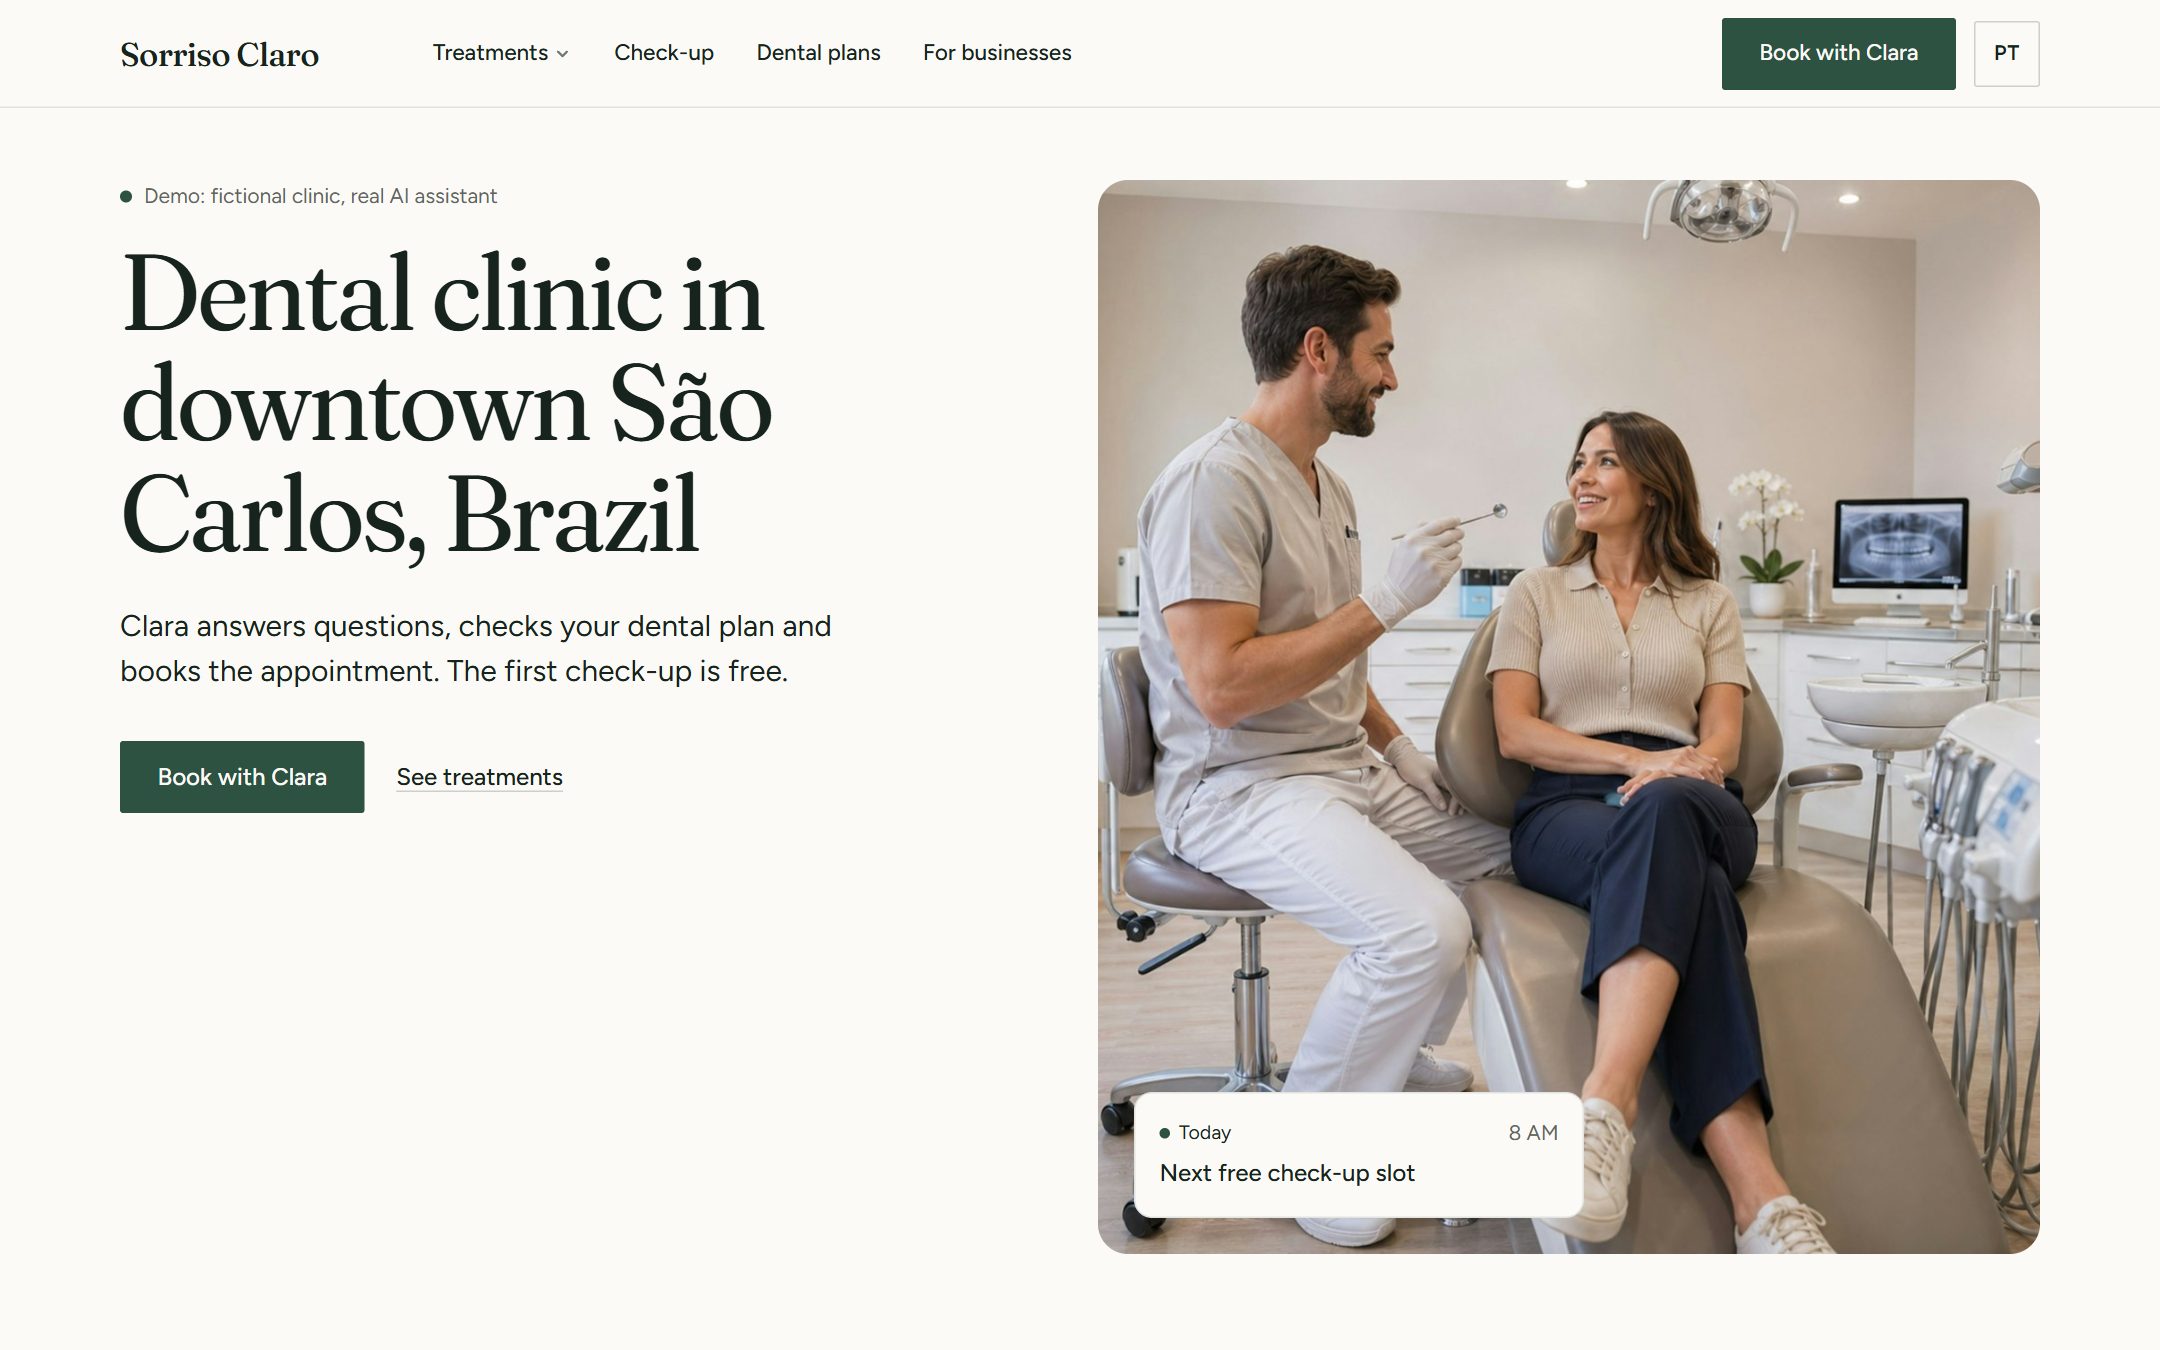 Sorriso Claro
Treatments
Check-up
Dental plans
For businesses
Book with Clara
PT
Demo: fictional clinic, real AI assistant
Dental clinic in
downtown São
Carlos, Brazil
Clara answers questions, checks your dental plan and
books the appointment. The first check-up is free.
Book with Clara
See treatments
Today
8 AM
Next free check-up slot